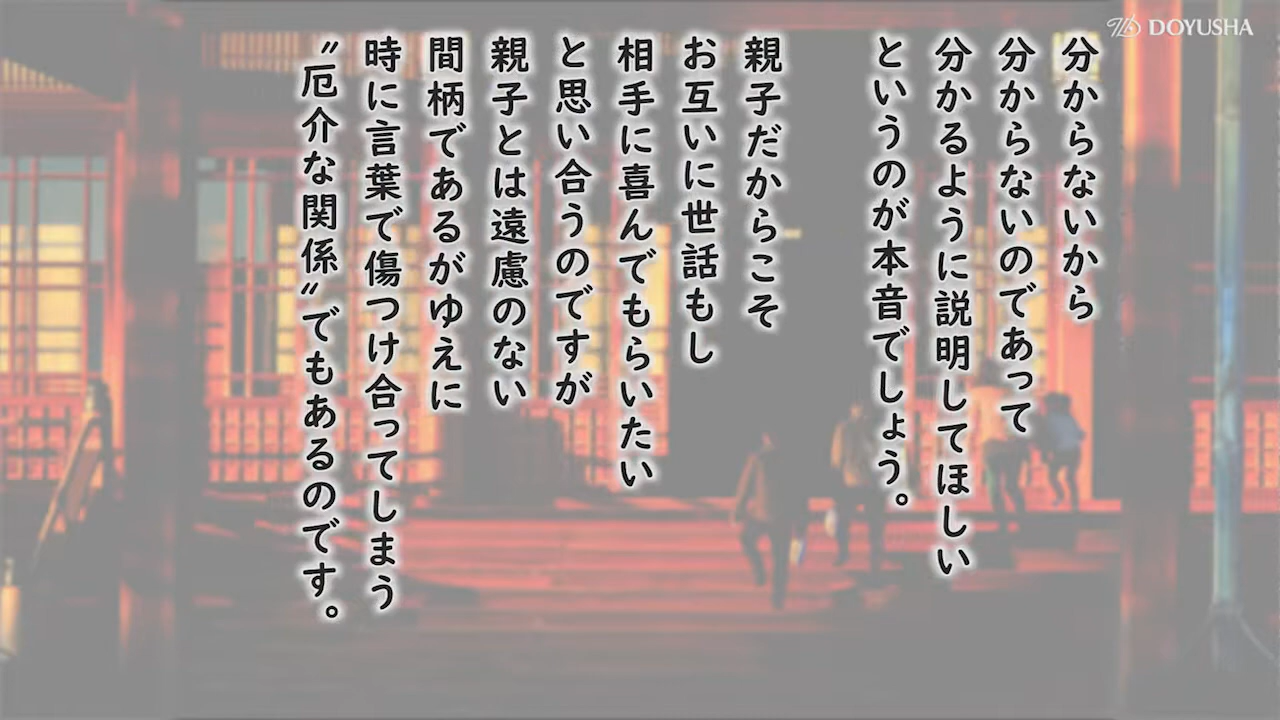 DOYUSHA
分からないから
分からないのであって
分かるように説明してほしい
というのが本音でしょう。
親子だからこそ
お互いに世話もし
相手に喜んでもらいたい
と思い合うのですが
親子とは遠慮のない
間柄であるがゆえに
時に言葉で傷つけ合ってしまう
〝厄介な関係〟でもあるのです。